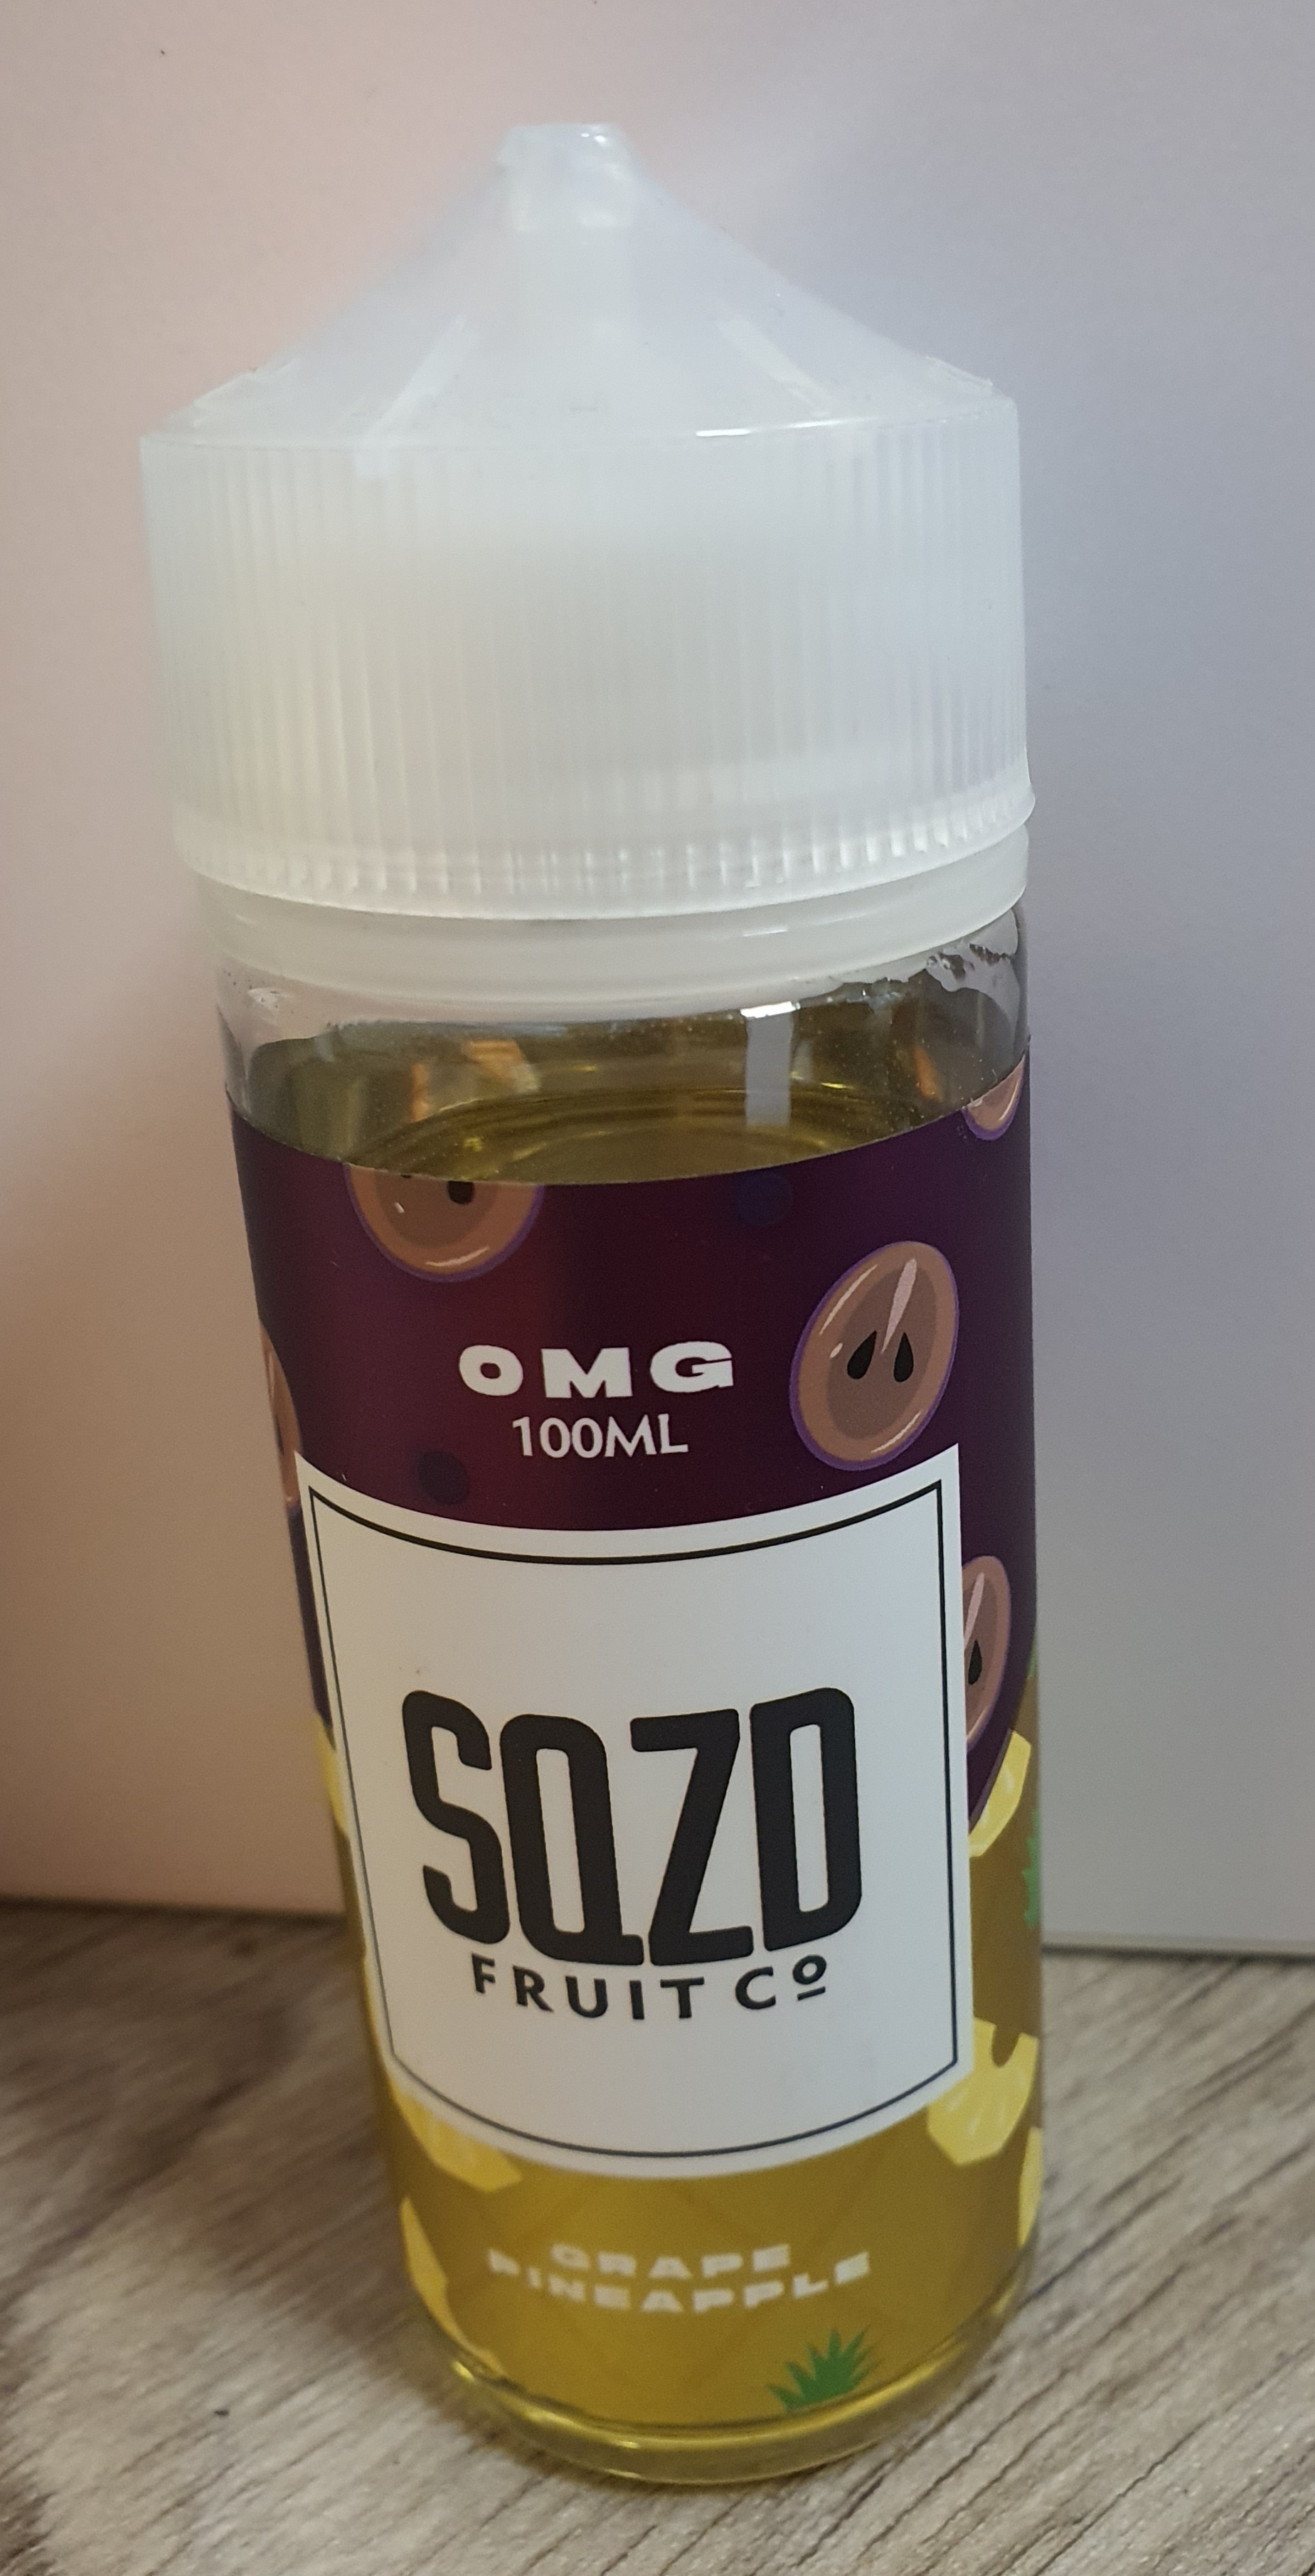 0MG
100ML
SQZD
FRUIT Co
GRAPE
PINEAPPLE